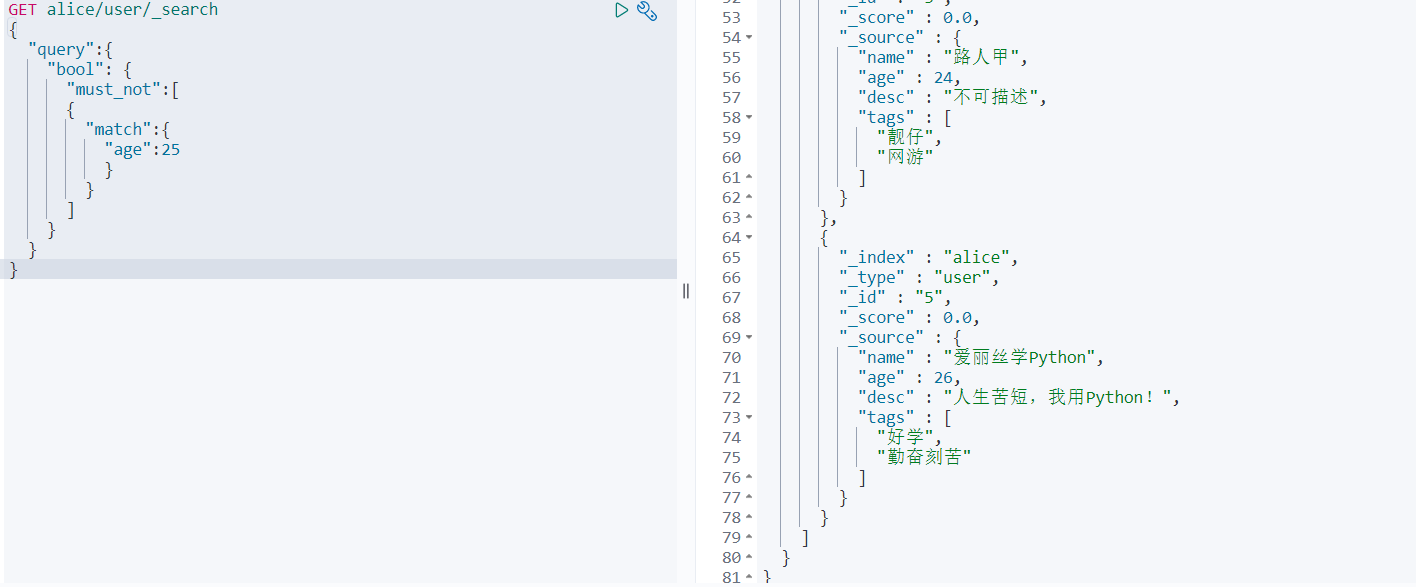 GET alice/user/_search
{
  "query":{
    "bool": {
      "must_not":[
      {
        "match":{
          "age":25
          }
        }
      ]
    }
  }
}
53 "_score" : 0.0,
54 "_source" : {
55 "name" : "路人甲",
56 "age" : 24,
57 "desc" : "不可描述",
58 "tags" : [
59 "靓仔",
60 "网游"
61 ]
62 }
63 },
64 {
65 "_index" : "alice",
66 "_type" : "user",
67 "_id" : "5",
68 "_score" : 0.0,
69 "_source" : {
70 "name" : "爱丽丝学Python",
71 "age" : 26,
72 "desc" : "人生苦短，我用Python！",
73 "tags" : [
74 "好学",
75 "勤奋刻苦"
76 ]
77 }
78 }
79 ]
80 }
81 }